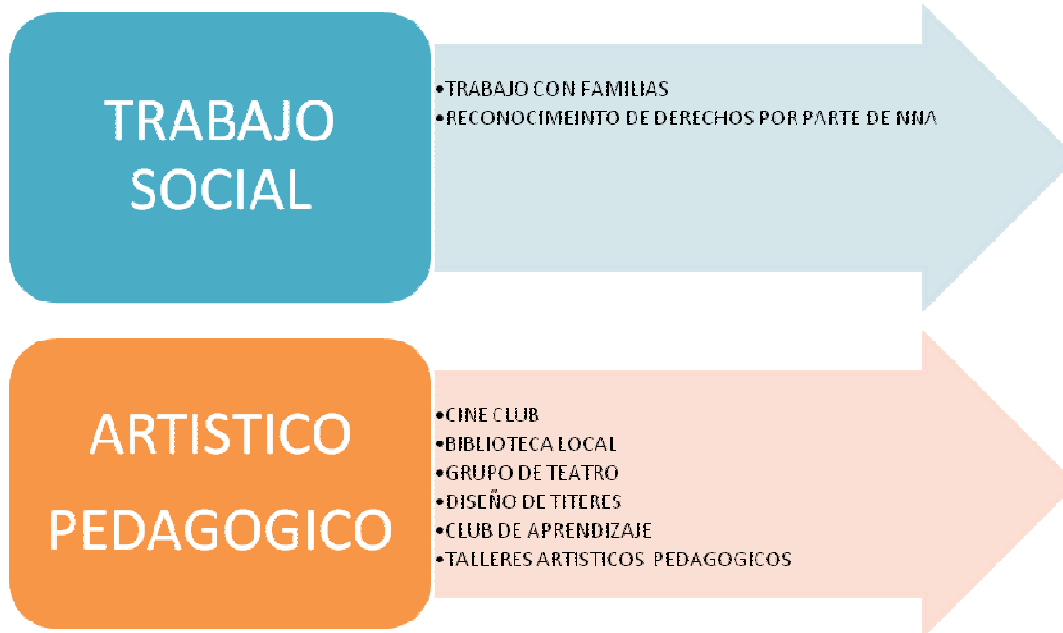 TRABAJO
SOCIAL
•TRABAJO CON FAMILIAS
•RECONOCIMEINTO DE DERECHOS POR PARTE DE NNA
ARTISTICO
PEDAGOGICO
•CINE CLUB
•BIBLIOTECA LOCAL
•GRUPO DE TEATRO
•DISEÑO DE TITERES
•CLUB DE APRENDIZAJE
•TALLERES ARTISTICOS PEDAGOGICOS